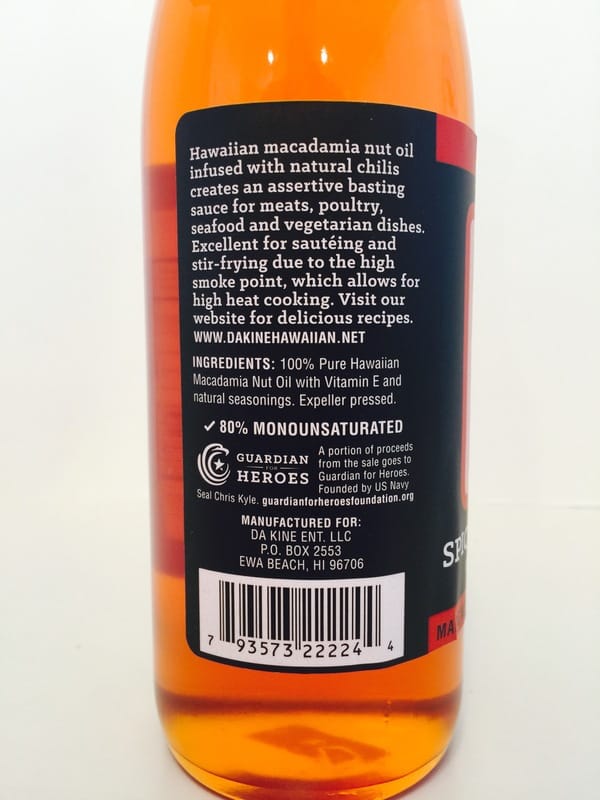 Hawaiian macadamia nut oil
infused with natural chilis
creates an assertive basting
sauce for meats, poultry,
seafood and vegetarian dishes.
Excellent for sautéing and
stir-frying due to the high
smoke point, which allows for
high heat cooking. Visit our
website for delicious recipes.
WWW.DAKINEHAWAIIAN.NET
INGREDIENTS: 100% Pure Hawaiian
Macadamia Nut Oil with Vitamin E and
natural seasonings. Expeller pressed.
✓ 80% MONOUNSATURATED
GUARDIAN
FOR
HEROES
A portion of proceeds
from the sale goes to
Guardian for Heroes.
Founded by US Navy
Seal Chris Kyle. guardianforheroesfoundation.org
MANUFACTURED FOR:
DA KINE ENT. LLC
P.O. BOX 2553
EWA BEACH, HI 96706
7 93573 22224 4